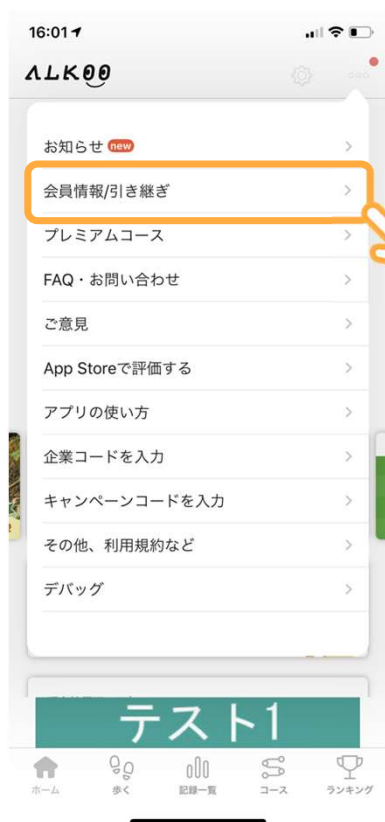 16:01
ALKOO
お知らせ new
会員情報/引き継ぎ
プレミアムコース
FAQ・お問い合わせ
ご意見
App Storeで評価する
アプリの使い方
企業コードを入力
キャンペーンコードを入力
その他、利用規約など
デバッグ
テスト1
ホーム
歩く
記録一覧
コース
ランキング